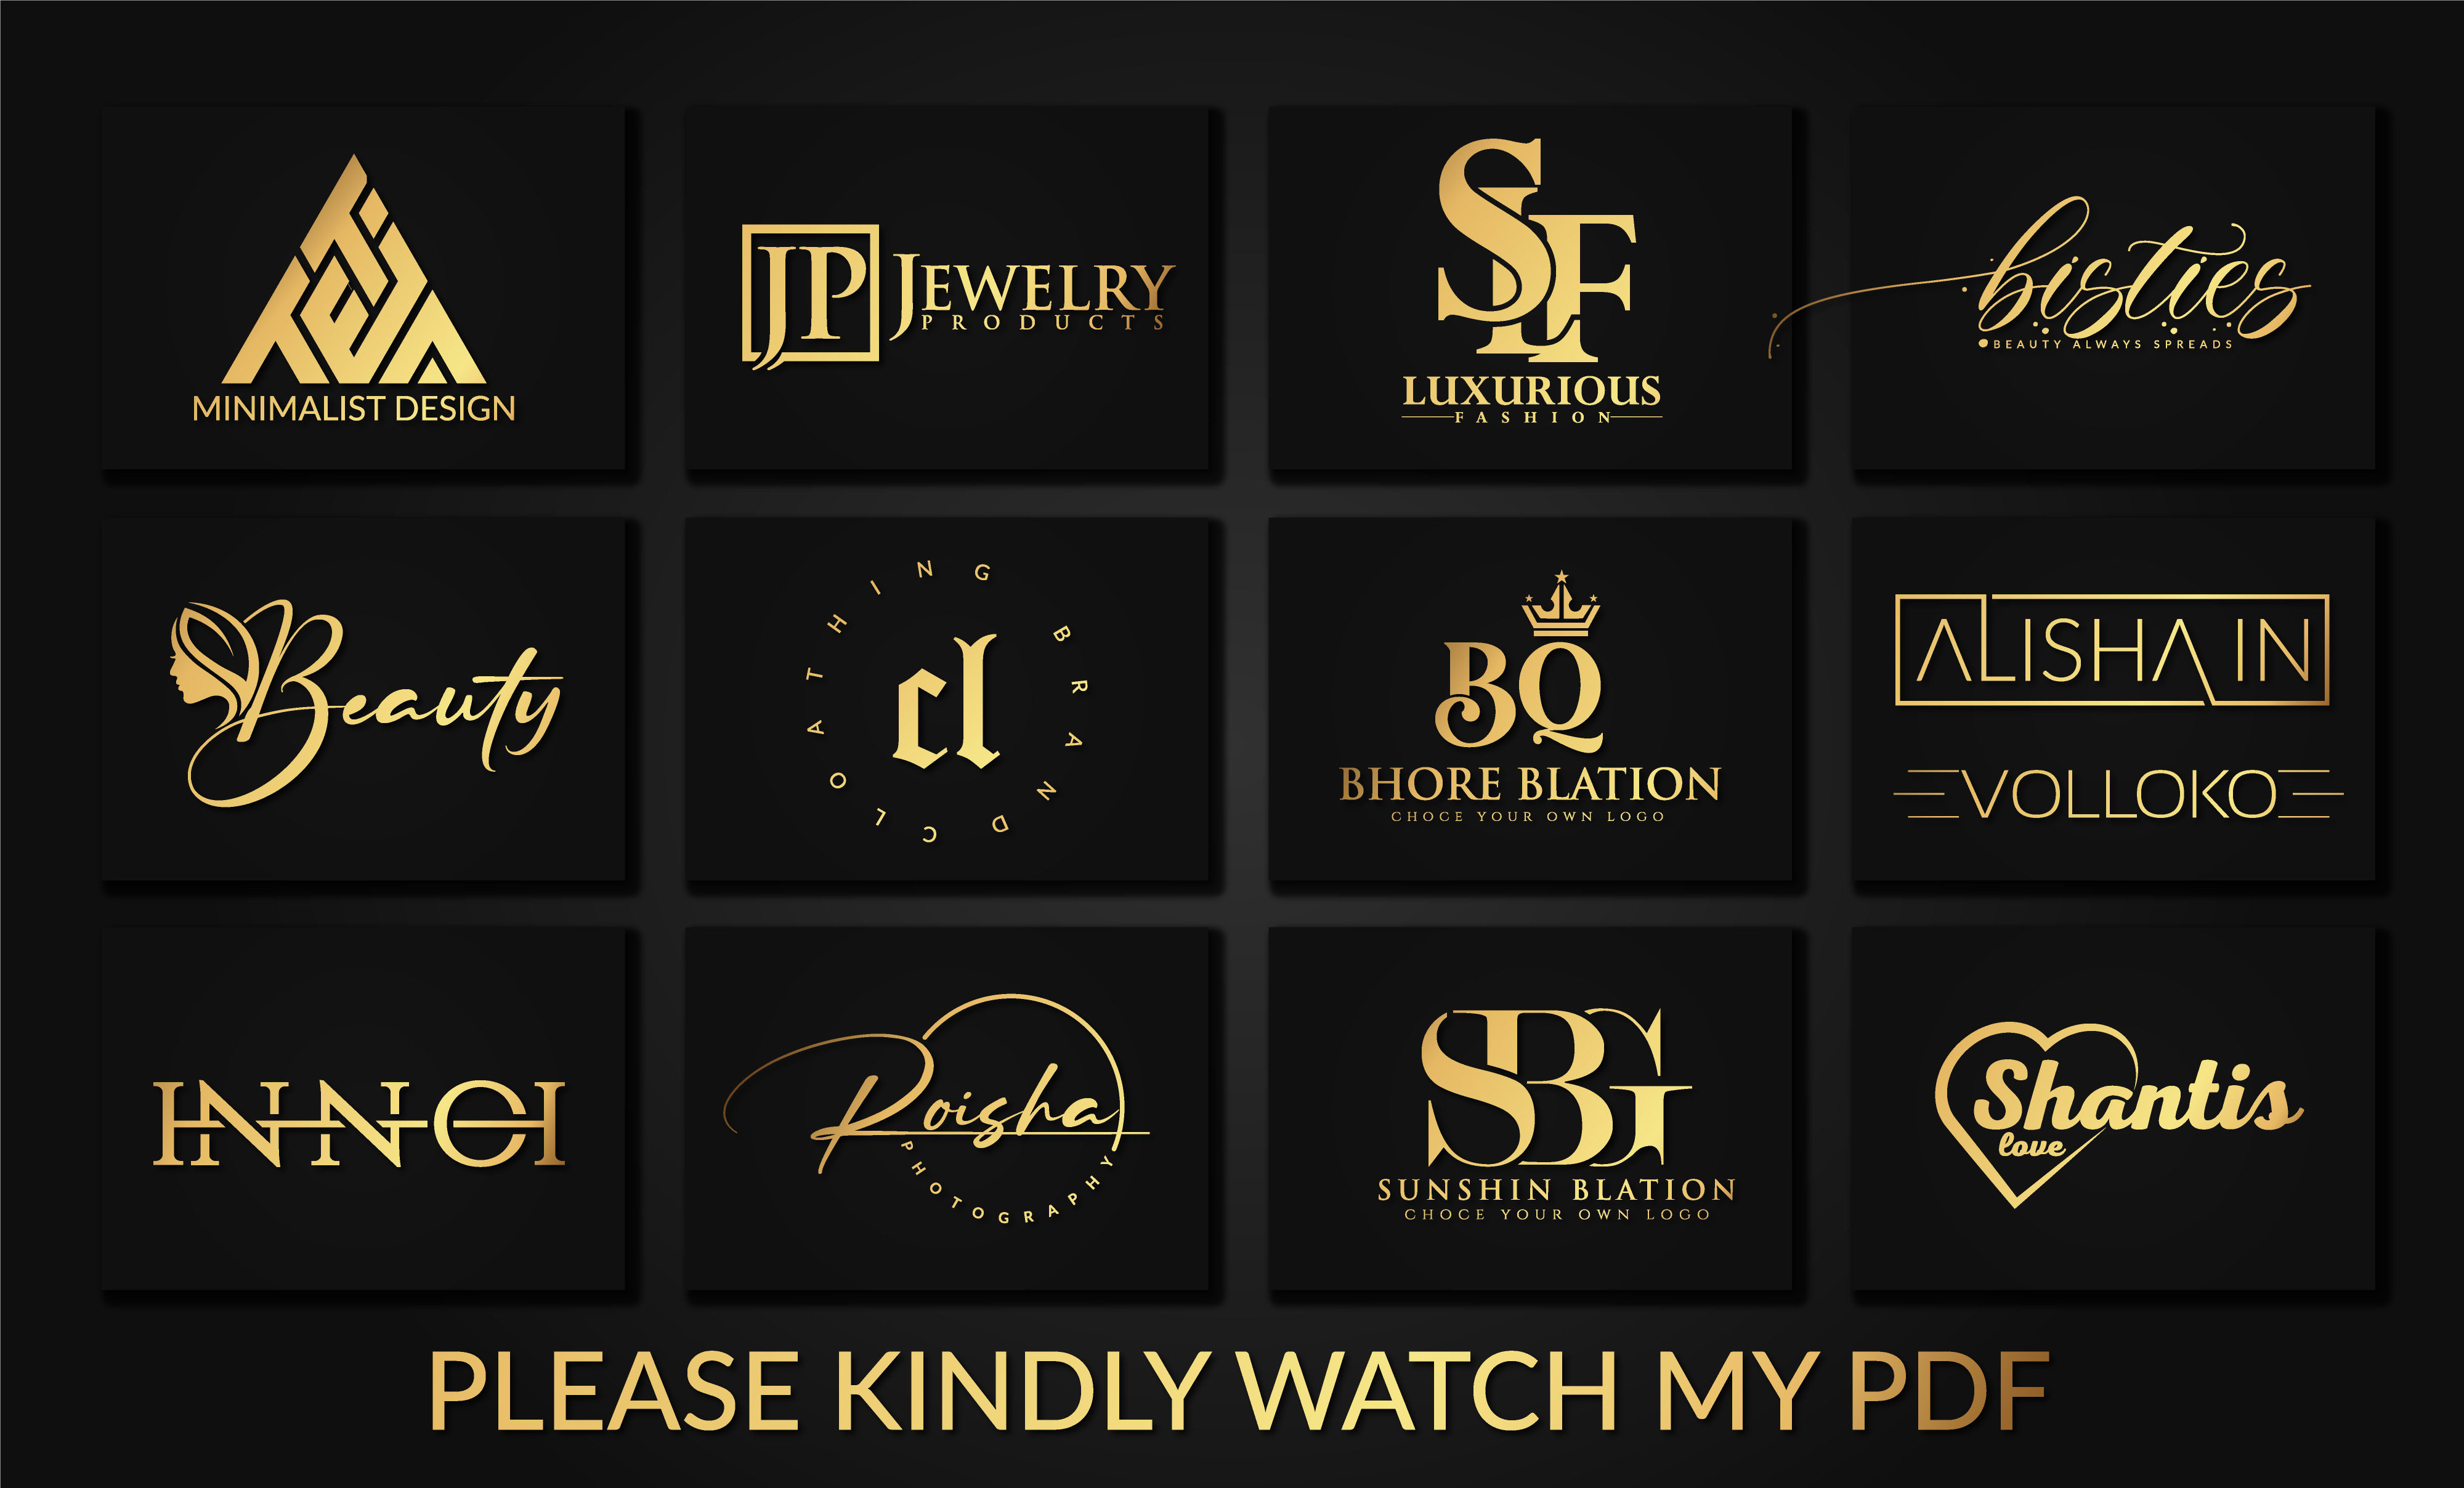 MINIMALIST DESIGN
JP
JEWELRY
PRODUCTS
SLF
LUXURIOUS
FASHION
bisties
BEAUTY ALWAYS SPREADS
Beauty
CLOATHING BRAND
cl
BQ
BHORE BLATION
CHOCE YOUR OWN LOGO
ALISHA IN
VOLLOKO
INNOI
Roisha
PHOTOGRAPHY
SBG
SUNSHIN BLATION
CHOCE YOUR OWN LOGO
Shantis
love
PLEASE KINDLY WATCH MY PDF